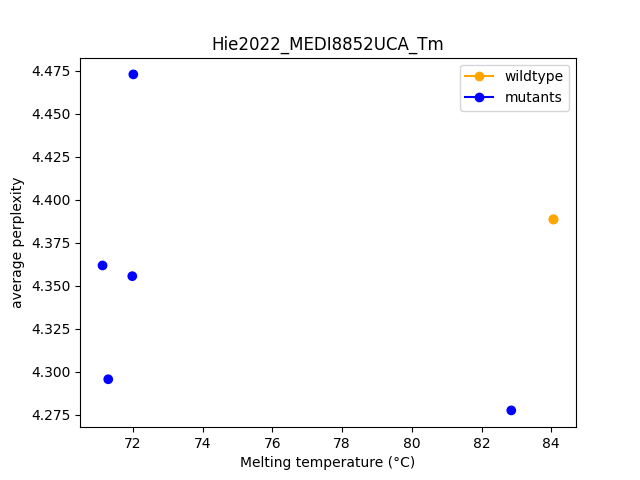 Hie2022_MEDI8852UCA_Tm
wildtype
mutants
4.475
4.450
4.425
4.400
4.375
4.350
4.325
4.300
4.275
average perplexity
72 74 76 78 80 82 84
Melting temperature (°C)